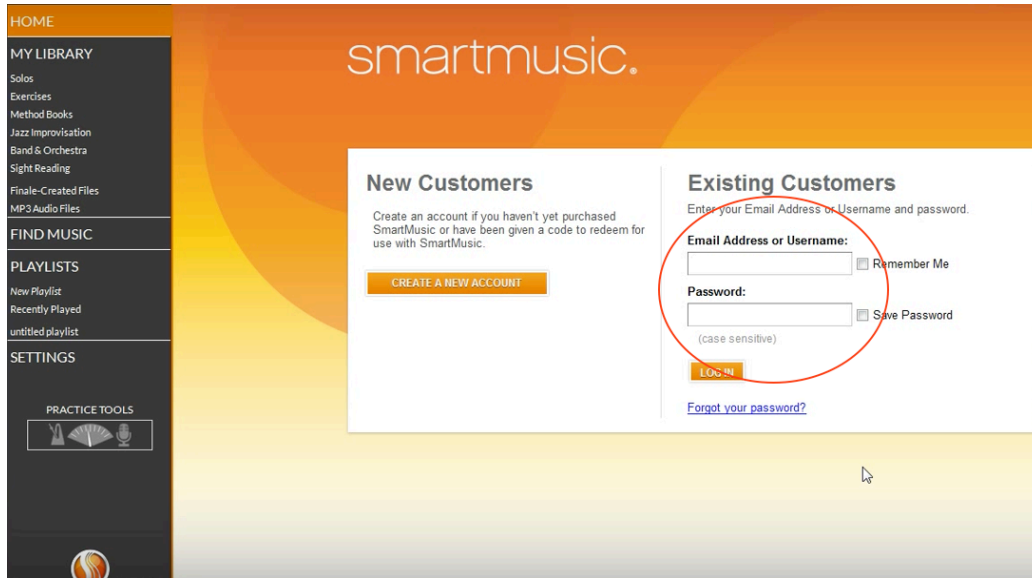 HOME
MY LIBRARY
Solos
Exercises
Method Books
Jazz Improvisation
Band & Orchestra
Sight Reading
Finale-Created Files
MP3 Audio Files
FIND MUSIC
PLAYLISTS
New Playlist
Recently Played
untitled playlist
SETTINGS
PRACTICE TOOLS
smartmusic®
New Customers
Create an account if you haven't yet purchased
SmartMusic or have been given a code to redeem for
use with SmartMusic.
CREATE A NEW ACCOUNT
Existing Customers
Enter your Email Address or Username and password.
Email Address or Username:
Remember Me
Password:
Save Password
(case sensitive)
LOG IN
Forgot your password?